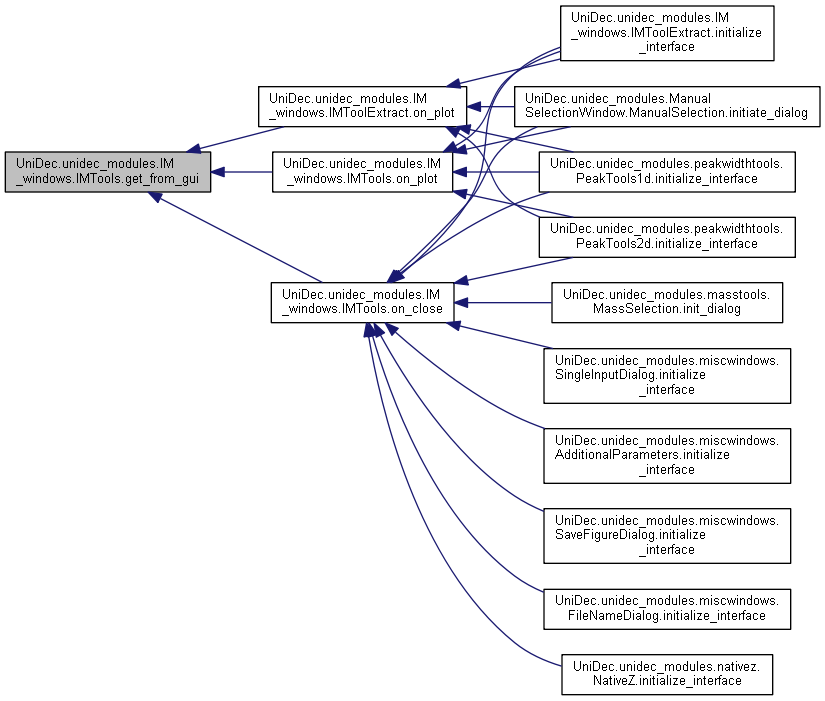 UniDec.unidec_modules.IM
_windows.IMToolExtract.initialize
_interface
UniDec.unidec_modules.IM
_windows.IMToolExtract.on_plot
UniDec.unidec_modules.Manual
SelectionWindow.ManualSelection.initiate_dialog
UniDec.unidec_modules.IM
_windows.IMTools.get_from_gui
UniDec.unidec_modules.IM
_windows.IMTools.on_plot
UniDec.unidec_modules.peakwidthtools.
PeakTools1d.initialize_interface
UniDec.unidec_modules.peakwidthtools.
PeakTools2d.initialize_interface
UniDec.unidec_modules.IM
_windows.IMTools.on_close
UniDec.unidec_modules.masstools.
MassSelection.init_dialog
UniDec.unidec_modules.miscwindows.
SingleInputDialog.initialize
_interface
UniDec.unidec_modules.miscwindows.
AdditionalParameters.initialize
_interface
UniDec.unidec_modules.miscwindows.
SaveFigureDialog.initialize
_interface
UniDec.unidec_modules.miscwindows.
FileNameDialog.initialize_interface
UniDec.unidec_modules.nativez.
NativeZ.initialize_interface